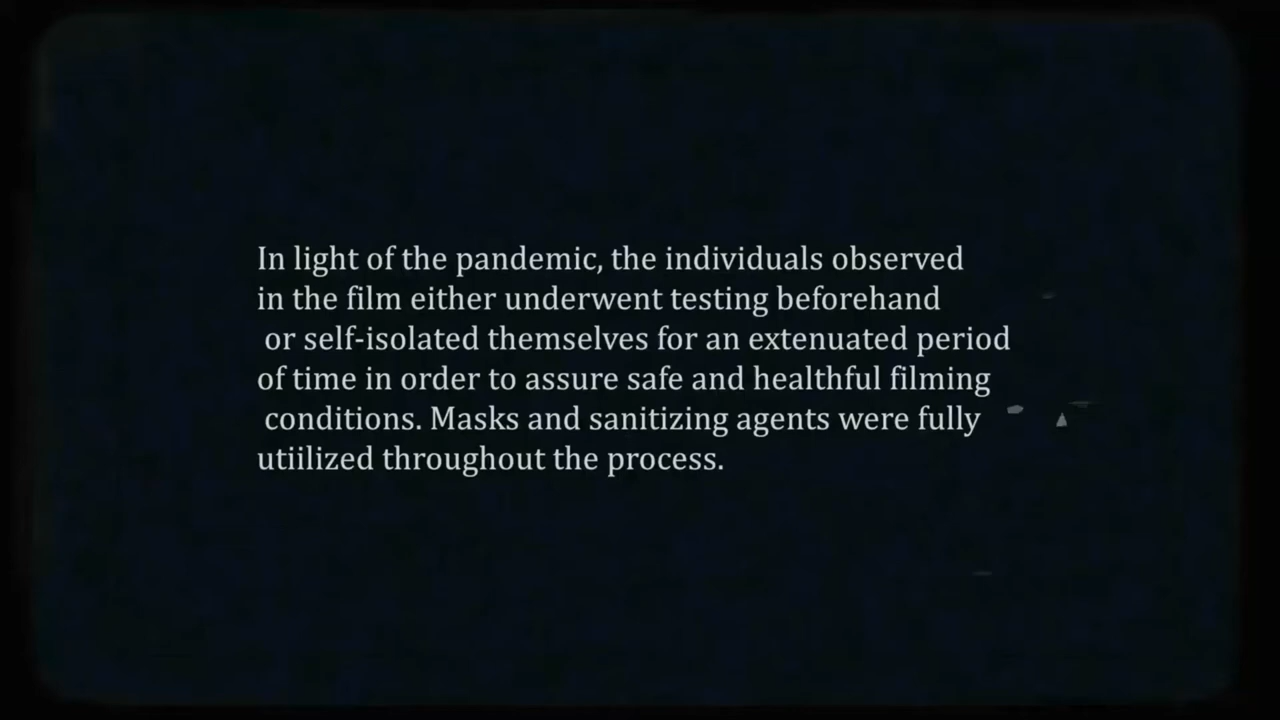 In light of the pandemic, the individuals observed
in the film either underwent testing beforehand
or self-isolated themselves for an extenuated period
of time in order to assure safe and healthful filming
conditions. Masks and sanitizing agents were fully
utiilized throughout the process.